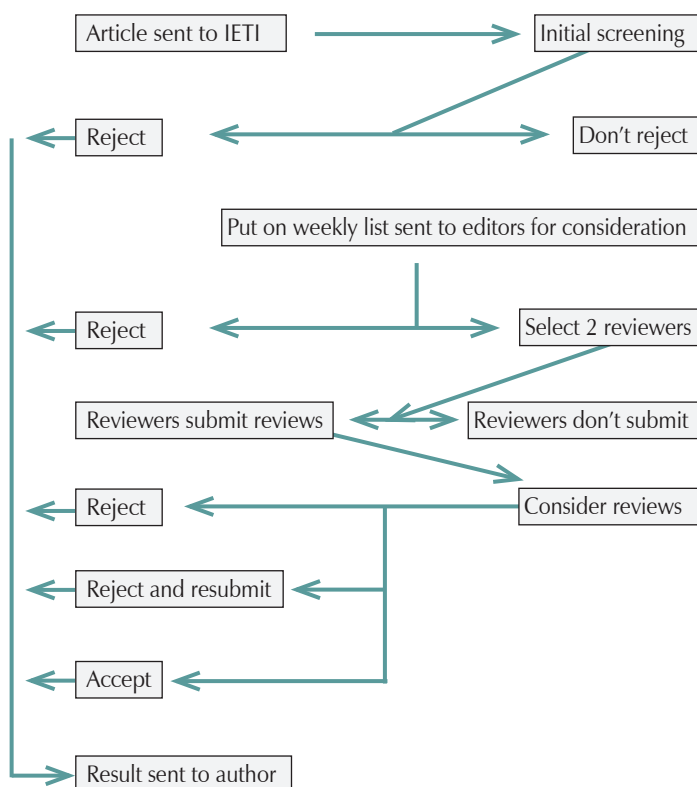 Article sent to IETI
Initial screening
Reject
Don't reject
Put on weekly list sent to editors for consideration
Reject
Select 2 reviewers
Reviewers submit reviews
Reviewers don't submit
Reject
Consider reviews
Reject and resubmit
Accept
Result sent to author